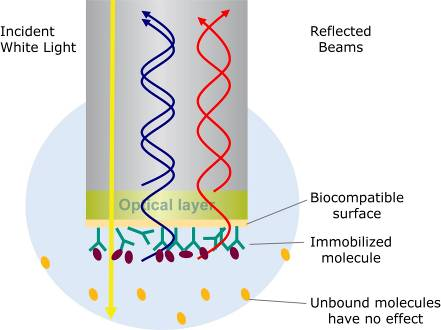 Incident
White Light
Reflected
Beams
Optical layer
Biocompatible
surface
Immobilized
molecule
Unbound molecules
have no effect